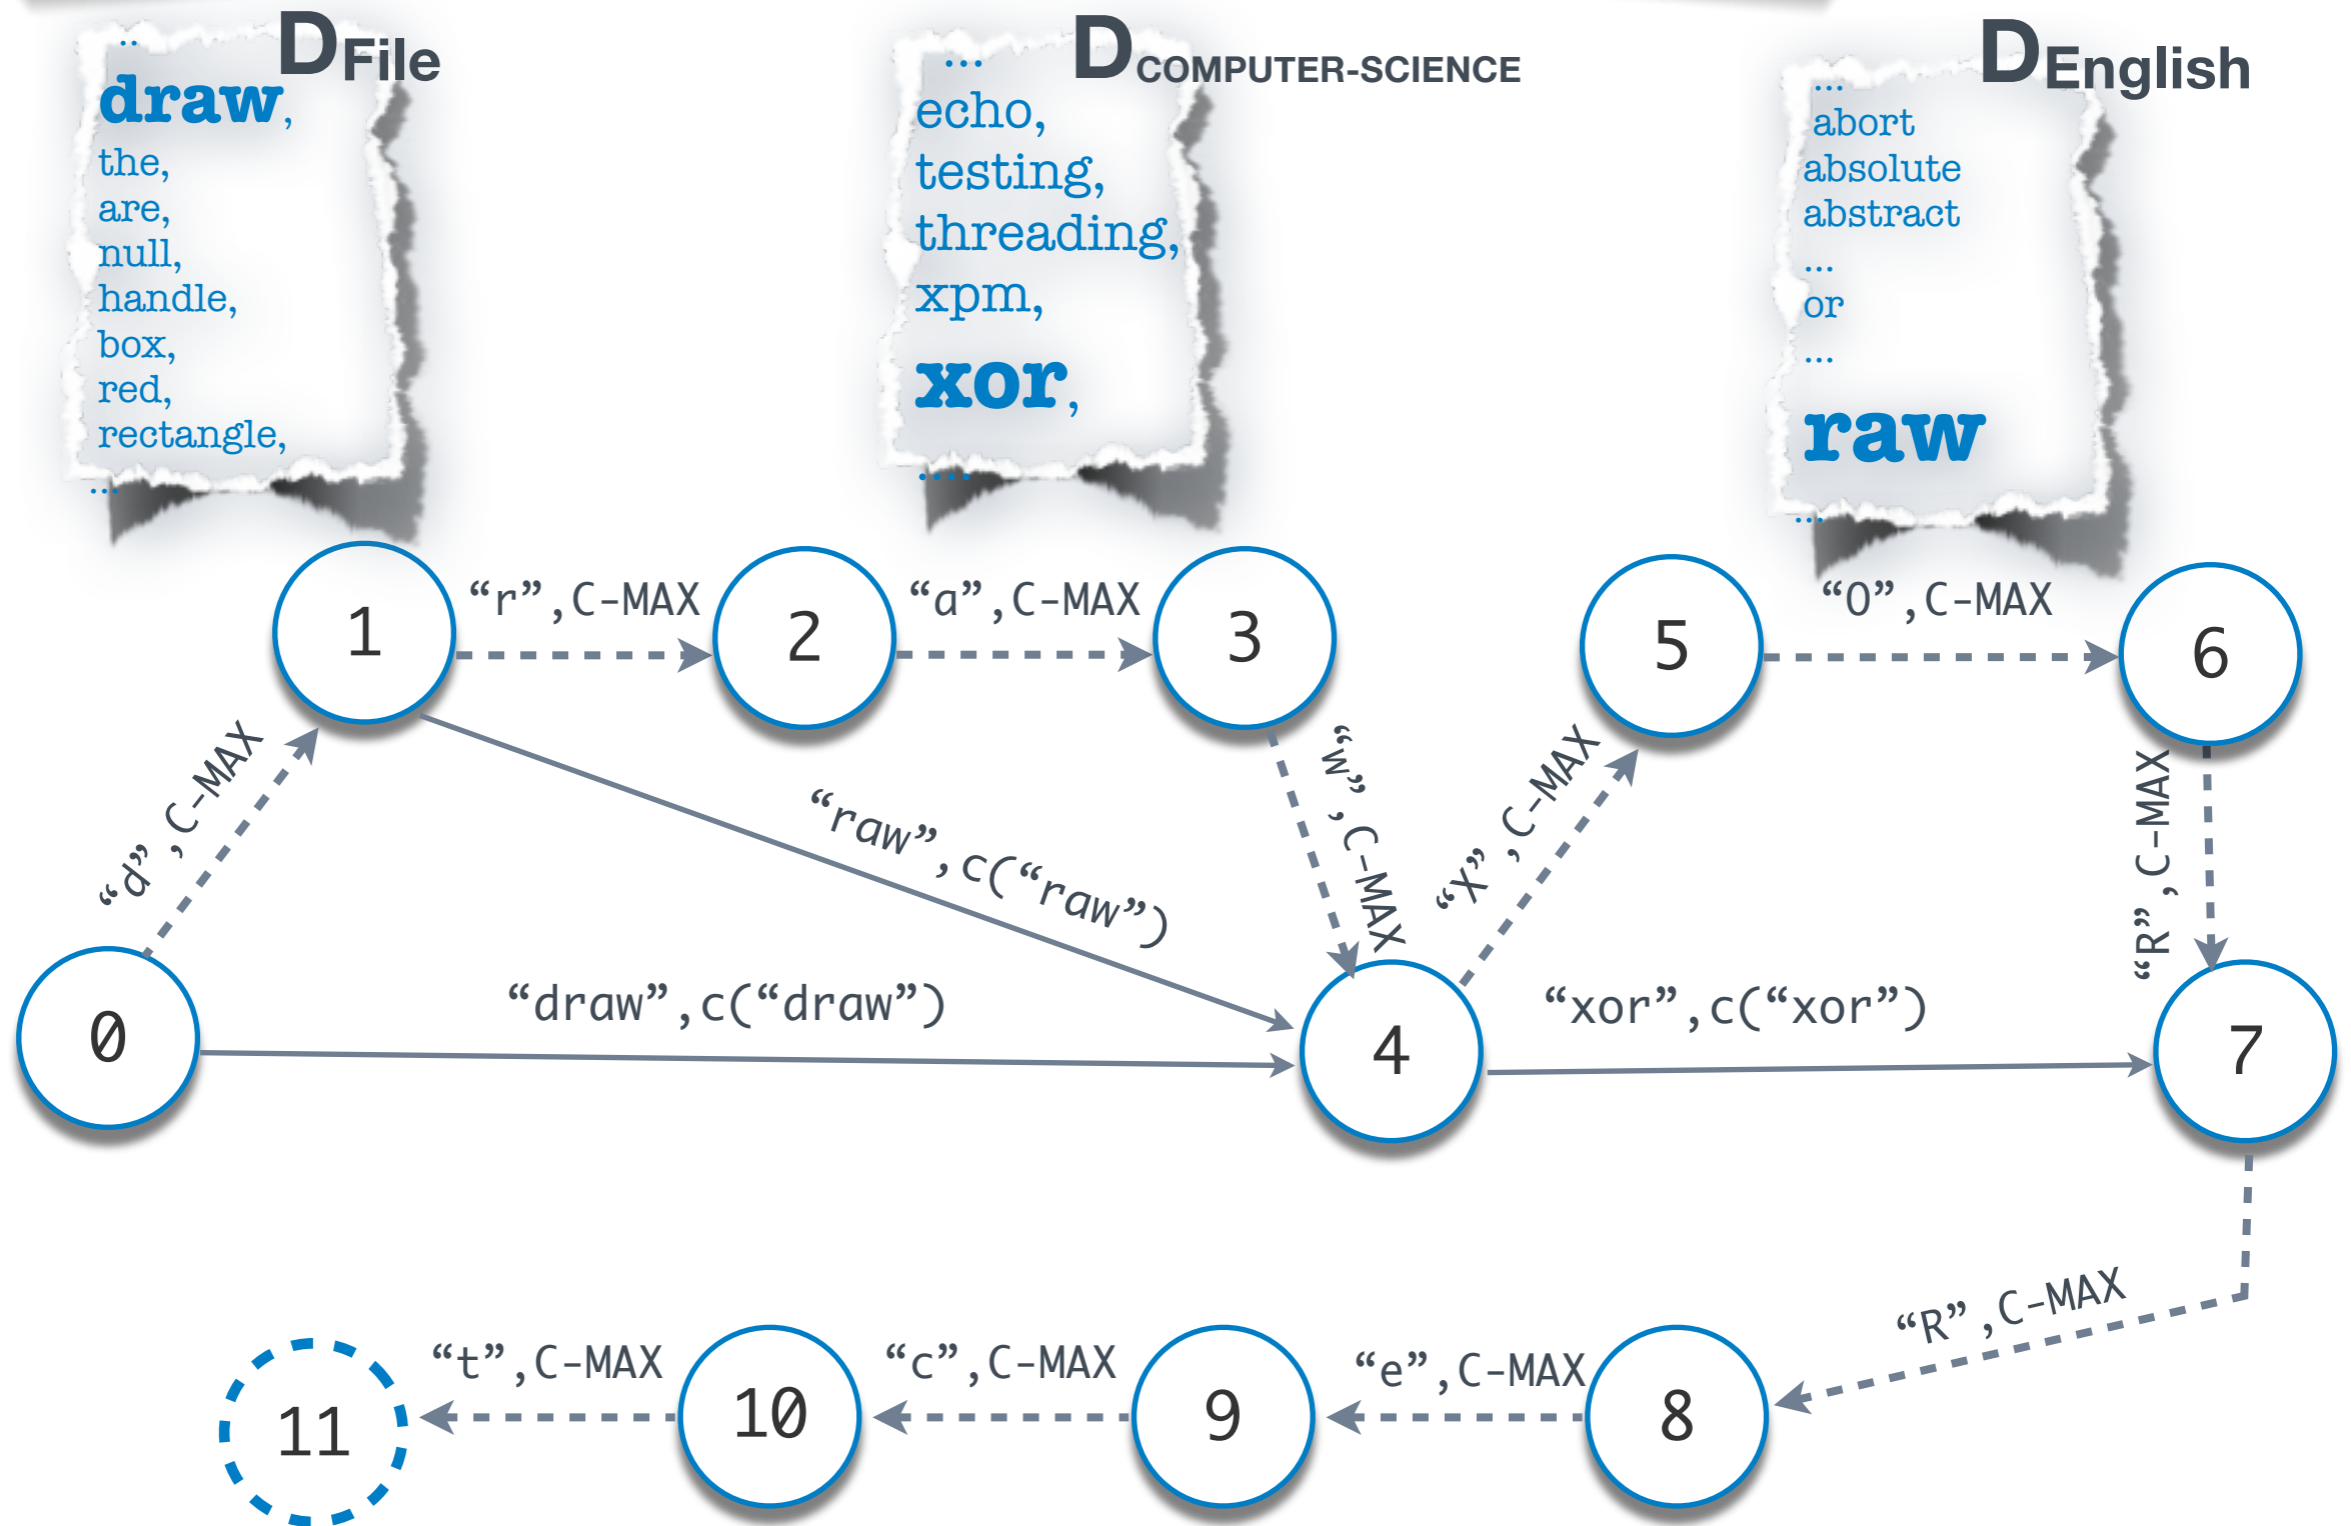 DFile
..
draw,
the,
are,
null,
handle,
box,
red,
rectangle,
...
DCOMPUTER-SCIENCE
...
echo,
testing,
threading,
xpm,
xor,
....
DEnglish
...
abort
absolute
abstract
...
or
...
raw
...
1
“r”,C-MAX
2
“a”,C-MAX
3
5
“O”,C-MAX
6
“d”,C-MAX
“raw”,c(“raw”)
“w”,C-MAX
“X”,C-MAX
“R”,C-MAX
0
“draw”,c(“draw”)
4
“xor”,c(“xor”)
7
“R”,C-MAX
11
“t”,C-MAX
10
“c”,C-MAX
9
“e”,C-MAX
8